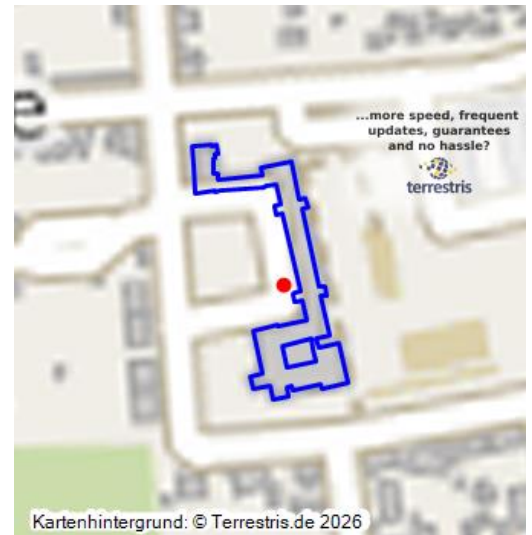 ...more speed, frequent
updates, guarantees
and no hassle?
terrestris
Kartenhintergrund: © Terrestris.de 2026